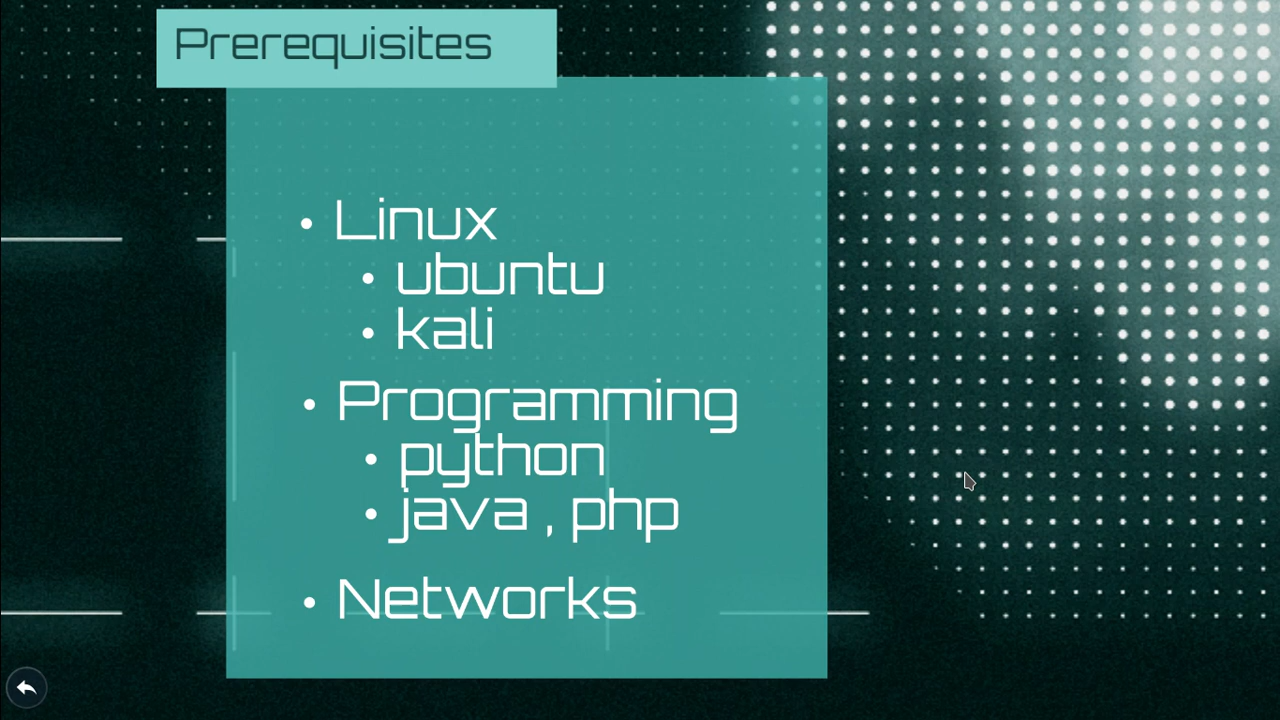 Prerequisites
• Linux
• ubuntu
• kali
• Programming
• python
• java , php
• Networks